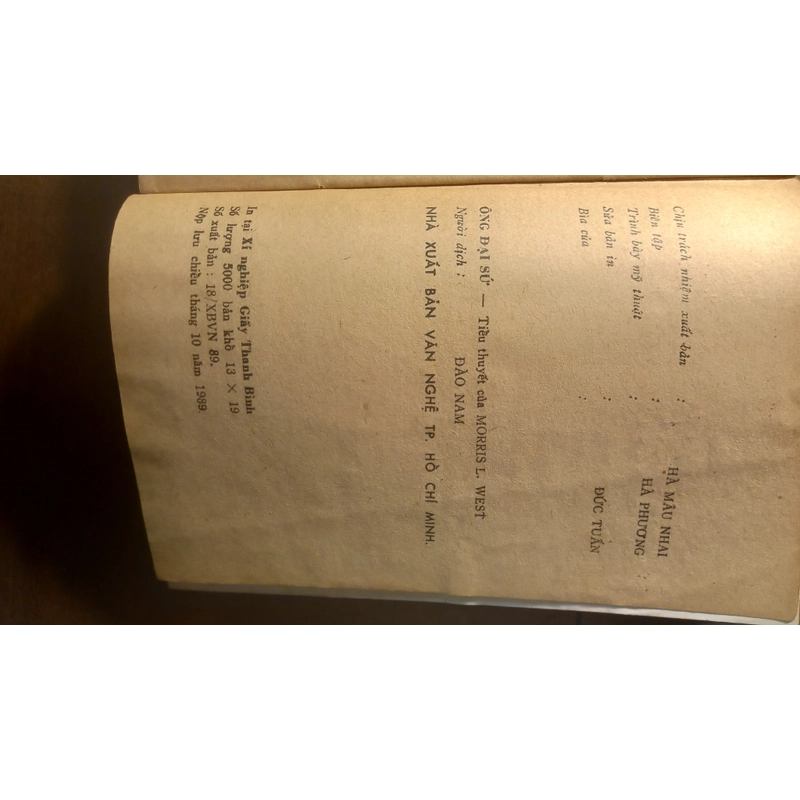 Chịu trách nhiệm xuất bản : HẠ MẬU NHAI
Biên tập : HÀ PHƯƠNG
Trình bày mỹ thuật :
Sửa bản in : ĐỨC TUẤN
Bìa của :
ÔNG ĐẠI SỨ — Tiểu thuyết của MORRIS L. WEST
Người dịch : ĐÀO NAM
NHÀ XUẤT BẢN VĂN NGHỆ TP. HỒ CHÍ MINH.
In tại Xí nghiệp Giấy Thanh Bình
Số lượng 5000 bản khổ 13 × 19
Số xuất bản : 18/XBVN 89.
Nộp lưu chiểu tháng 10 năm 1989.